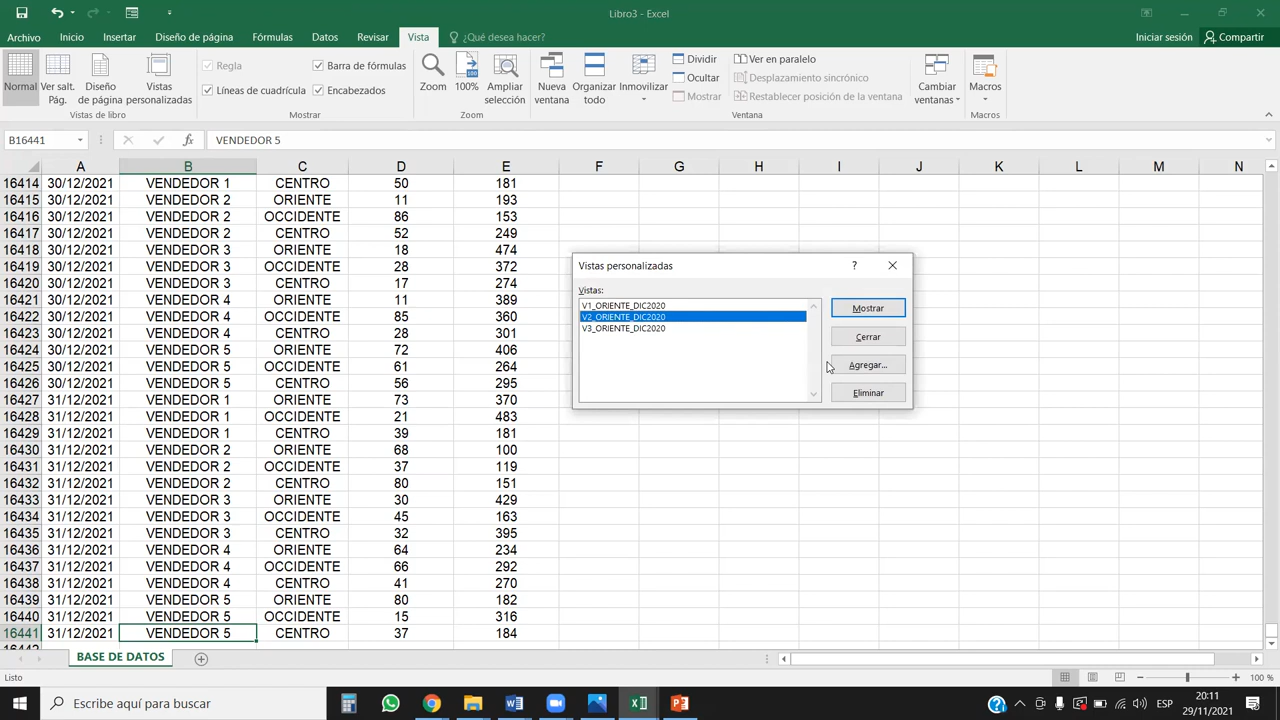 Libro3 - Excel
Archivo Inicio Insertar Diseño de página Fórmulas Datos Revisar Vista ¿Qué desea hacer? Iniciar sesión Compartir
Normal
Ver salt. Pág.
Diseño de página
Vistas personalizadas
Vistas de libro
Regla
Barra de fórmulas
Líneas de cuadrícula
Encabezados
Mostrar
Zoom
100%
Ampliar selección
Zoom
Nueva ventana
Organizar todo
Inmovilizar
Dividir
Ocultar
Mostrar
Ver en paralelo
Desplazamiento sincrónico
Restablecer posición de la ventana
Cambiar ventanas
Ventana
Macros
Macros
B16441 fx VENDEDOR 5
A B C D E F G H I J K L M N
16414 30/12/2021 VENDEDOR 1 CENTRO 50 181
16415 30/12/2021 VENDEDOR 2 ORIENTE 11 193
16416 30/12/2021 VENDEDOR 2 OCCIDENTE 86 153
16417 30/12/2021 VENDEDOR 2 CENTRO 52 249
16418 30/12/2021 VENDEDOR 3 ORIENTE 18 474
16419 30/12/2021 VENDEDOR 3 OCCIDENTE 28 372
16420 30/12/2021 VENDEDOR 3 CENTRO 17 274
16421 30/12/2021 VENDEDOR 4 ORIENTE 11 389
16422 30/12/2021 VENDEDOR 4 OCCIDENTE 85 360
16423 30/12/2021 VENDEDOR 4 CENTRO 28 301
16424 30/12/2021 VENDEDOR 5 ORIENTE 72 406
16425 30/12/2021 VENDEDOR 5 OCCIDENTE 61 264
16426 30/12/2021 VENDEDOR 5 CENTRO 56 295
16427 31/12/2021 VENDEDOR 1 ORIENTE 73 370
16428 31/12/2021 VENDEDOR 1 OCCIDENTE 21 483
16429 31/12/2021 VENDEDOR 1 CENTRO 39 181
16430 31/12/2021 VENDEDOR 2 ORIENTE 68 100
16431 31/12/2021 VENDEDOR 2 OCCIDENTE 37 119
16432 31/12/2021 VENDEDOR 2 CENTRO 80 151
16433 31/12/2021 VENDEDOR 3 ORIENTE 30 429
16434 31/12/2021 VENDEDOR 3 OCCIDENTE 45 163
16435 31/12/2021 VENDEDOR 3 CENTRO 32 395
16436 31/12/2021 VENDEDOR 4 ORIENTE 64 234
16437 31/12/2021 VENDEDOR 4 OCCIDENTE 66 292
16438 31/12/2021 VENDEDOR 4 CENTRO 41 270
16439 31/12/2021 VENDEDOR 5 ORIENTE 80 182
16440 31/12/2021 VENDEDOR 5 OCCIDENTE 15 316
16441 31/12/2021 VENDEDOR 5 CENTRO 37 184
Vistas personalizadas ?
Vistas:
V1_ORIENTE_DIC2020
V2_ORIENTE_DIC2020
V3_ORIENTE_DIC2020
Mostrar
Cerrar
Agregar...
Eliminar
BASE DE DATOS
Listo 100 %
Escribe aquí para buscar
ESP
20:11
29/11/2021